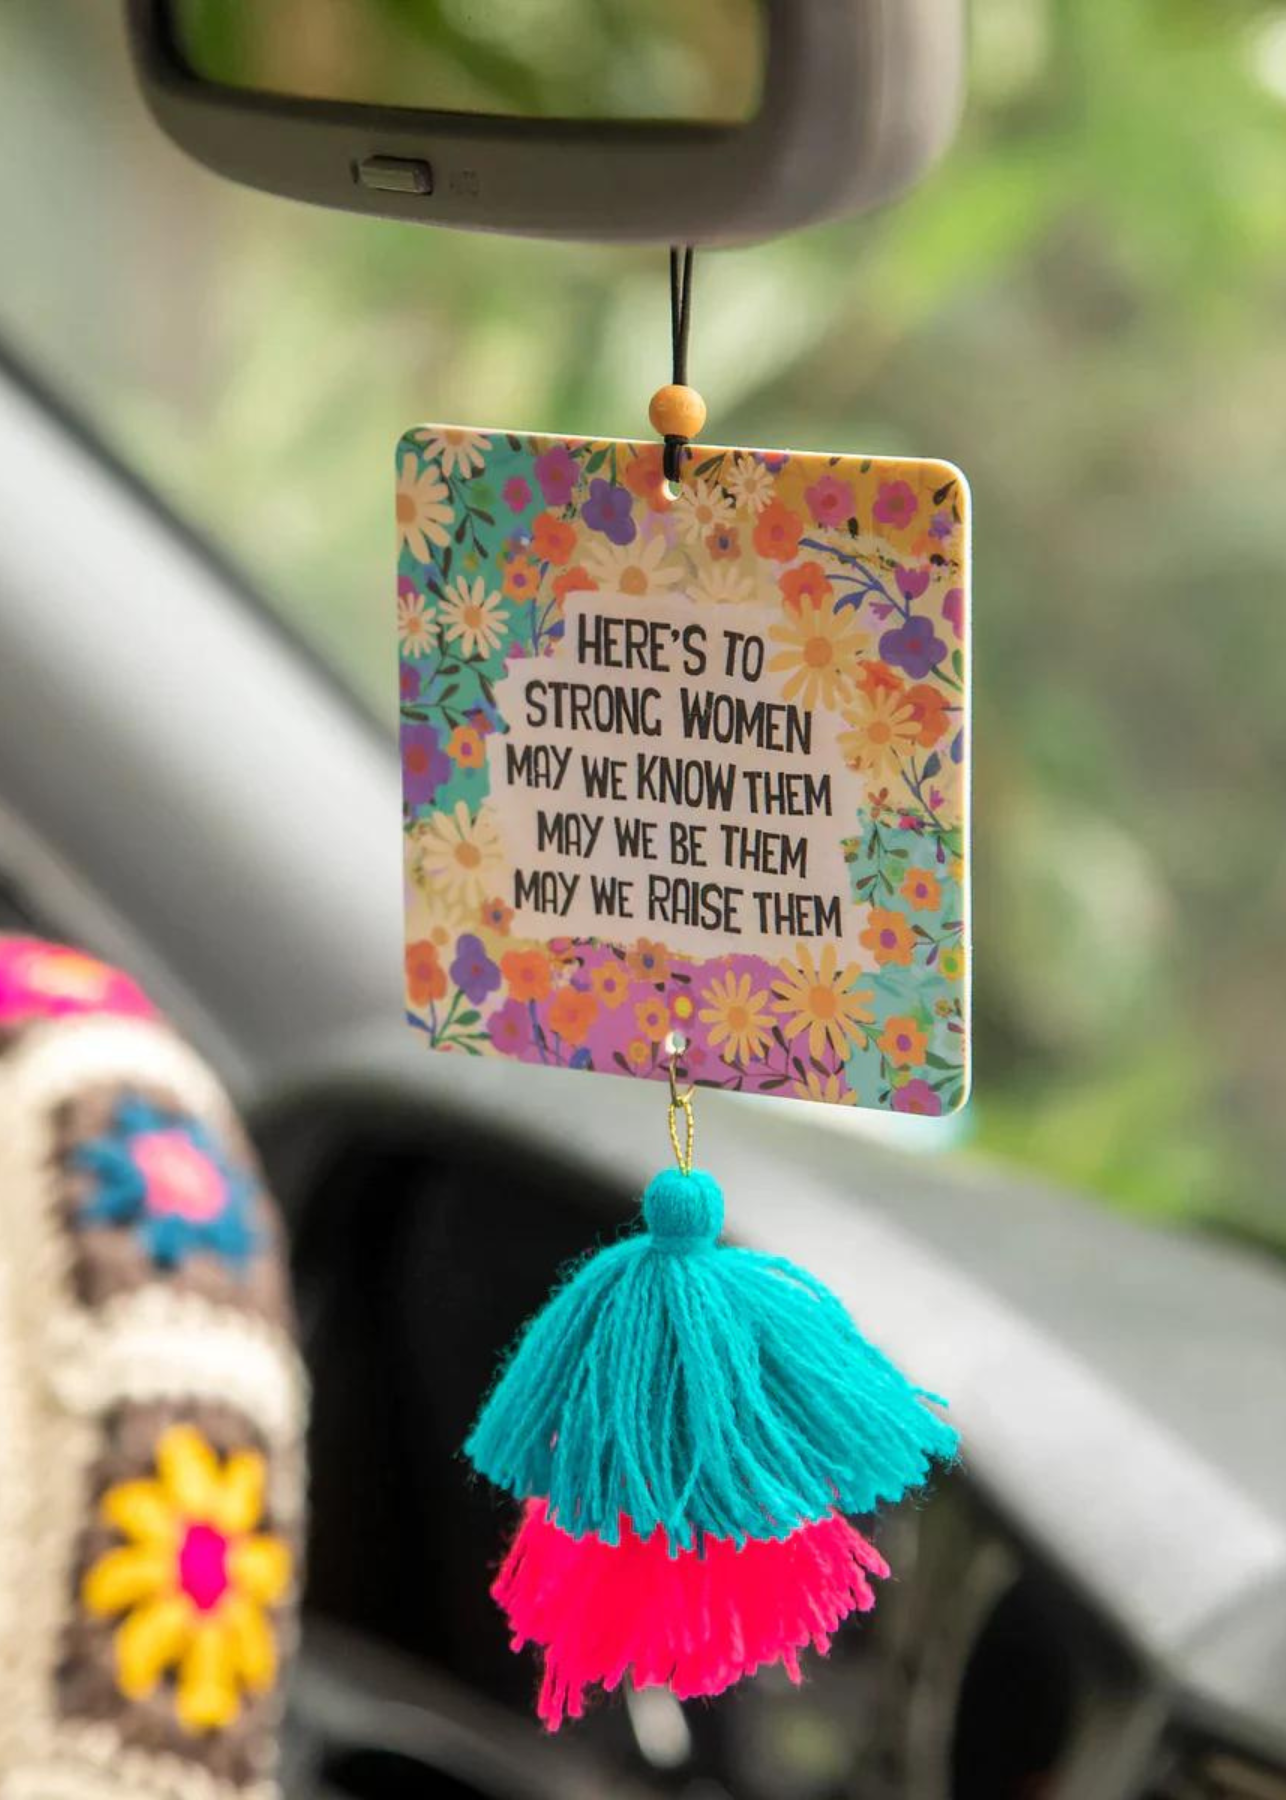 HERE'S TO
STRONG WOMEN
MAY WE KNOW THEM
MAY WE BE THEM
MAY WE RAISE THEM